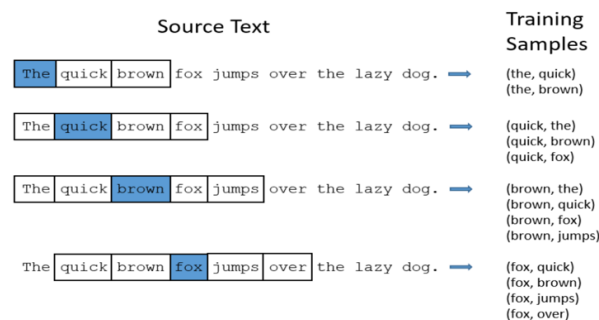 Source Text
Training
Samples
The quick brown fox jumps over the lazy dog.
(the, quick)
(the, brown)
The quick brown fox jumps over the lazy dog.
(quick, the)
(quick, brown)
(quick, fox)
The quick brown fox jumps over the lazy dog.
(brown, the)
(brown, quick)
(brown, fox)
(brown, jumps)
The quick brown fox jumps over the lazy dog.
(fox, quick)
(fox, brown)
(fox, jumps)
(fox, over)